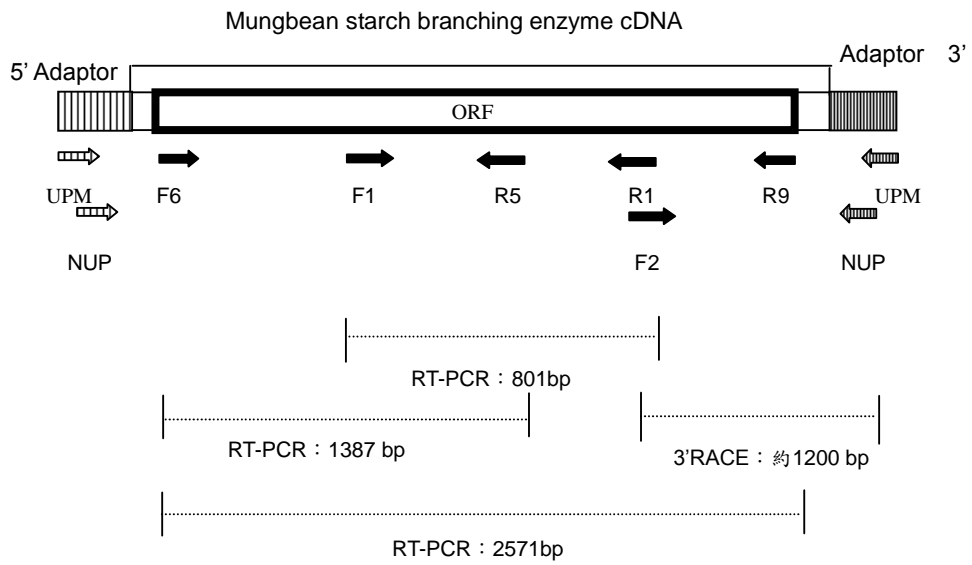 Mungbean starch branching enzyme cDNA
5’ Adaptor
Adaptor 3’
ORF
UPM F6 F1 R5 R1 R9 UPM
NUP F2 NUP
RT-PCR：801bp
RT-PCR：1387 bp
3’RACE：約1200 bp
RT-PCR：2571bp